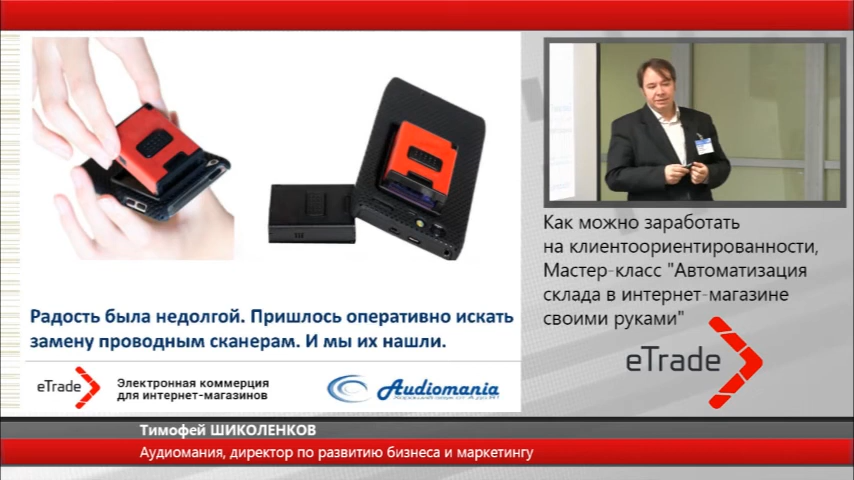 Радость была недолгой. Пришлось оперативно искать
замену проводным сканерам. И мы их нашли.
eTrade
Электронная коммерция
для интернет-магазинов
Audiomania
Как можно заработать
на клиентоориентированности,
Мастер-класс "Автоматизация
склада в интернет-магазине
своими руками"
eTrade
Тимофей ШИКОЛЕНКОВ
Аудиомания, директор по развитию бизнеса и маркетингу